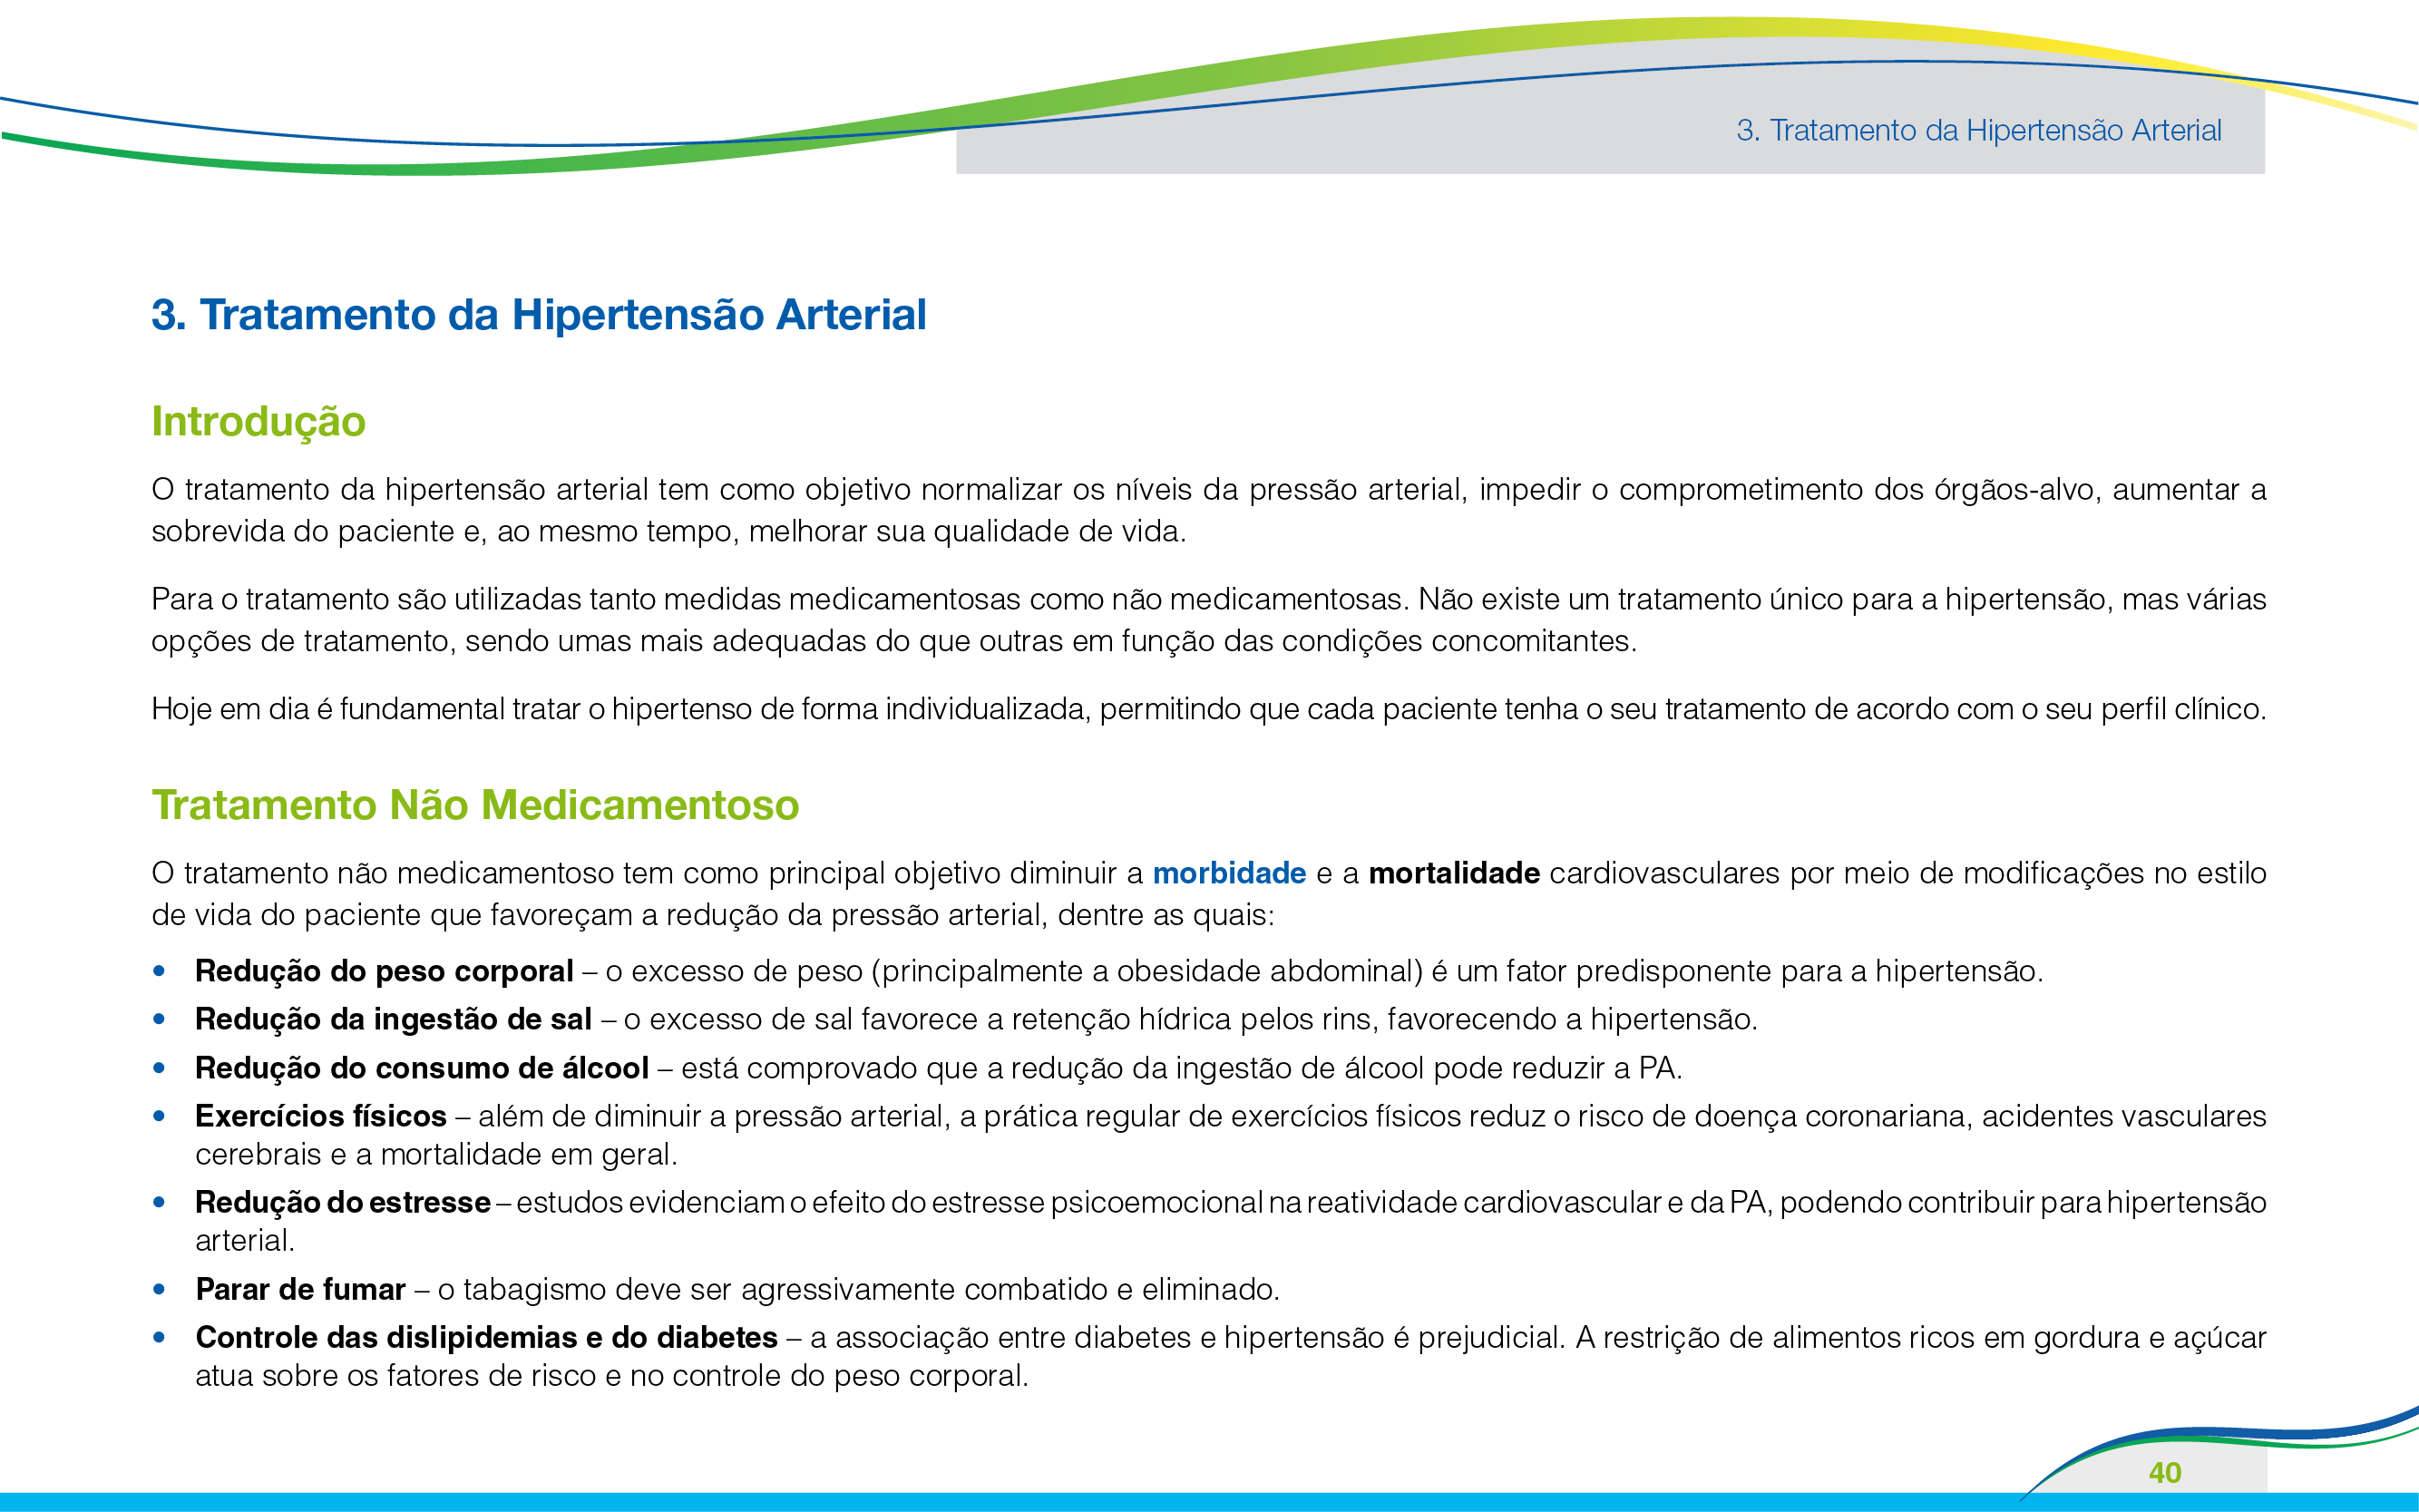 3. Tratamento da Hipertensão Arterial
3. Tratamento da Hipertensão Arterial
Introdução
O tratamento da hipertensão arterial tem como objetivo normalizar os níveis da pressão arterial, impedir o comprometimento dos órgãos-alvo, aumentar a
sobrevida do paciente e, ao mesmo tempo, melhorar sua qualidade de vida.
Para o tratamento são utilizadas tanto medidas medicamentosas como não medicamentosas. Não existe um tratamento único para a hipertensão, mas várias
opções de tratamento, sendo umas mais adequadas do que outras em função das condições concomitantes.
Hoje em dia é fundamental tratar o hipertenso de forma individualizada, permitindo que cada paciente tenha o seu tratamento de acordo com o seu perfil clínico.
Tratamento Não Medicamentoso
O tratamento não medicamentoso tem como principal objetivo diminuir a morbidade e a mortalidade cardiovasculares por meio de modificações no estilo
de vida do paciente que favoreçam a redução da pressão arterial, dentre as quais:
• Redução do peso corporal – o excesso de peso (principalmente a obesidade abdominal) é um fator predisponente para a hipertensão.
• Redução da ingestão de sal – o excesso de sal favorece a retenção hídrica pelos rins, favorecendo a hipertensão.
• Redução do consumo de álcool – está comprovado que a redução da ingestão de álcool pode reduzir a PA.
• Exercícios físicos – além de diminuir a pressão arterial, a prática regular de exercícios físicos reduz o risco de doença coronariana, acidentes vasculares
cerebrais e a mortalidade em geral.
• Redução do estresse – estudos evidenciam o efeito do estresse psicoemocional na reatividade cardiovascular e da PA, podendo contribuir para hipertensão
arterial.
• Parar de fumar – o tabagismo deve ser agressivamente combatido e eliminado.
• Controle das dislipidemias e do diabetes – a associação entre diabetes e hipertensão é prejudicial. A restrição de alimentos ricos em gordura e açúcar
atua sobre os fatores de risco e no controle do peso corporal.
40